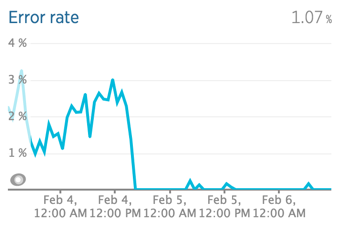 Error rate 1.07 %
4 %
3 %
2 %
1 %
Feb 4, Feb 4, Feb 5, Feb 5, Feb 6,
12:00 AM 12:00 PM 12:00 AM 12:00 PM 12:00 AM